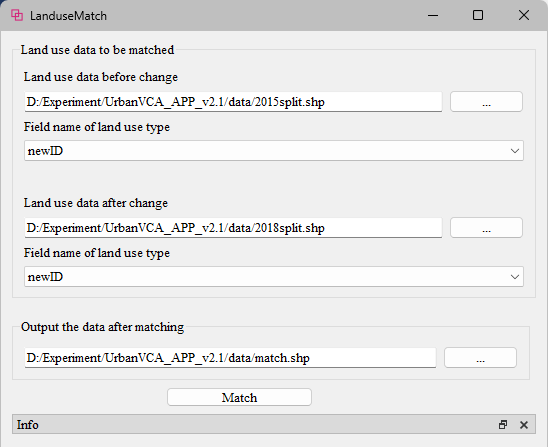 LanduseMatch
Land use data to be matched
Land use data before change
D:/Experiment/UrbanVCA_APP_v2.1/data/2015split.shp
...
Field name of land use type
newID
Land use data after change
D:/Experiment/UrbanVCA_APP_v2.1/data/2018split.shp
...
Field name of land use type
newID
Output the data after matching
D:/Experiment/UrbanVCA_APP_v2.1/data/match.shp
...
Match
Info